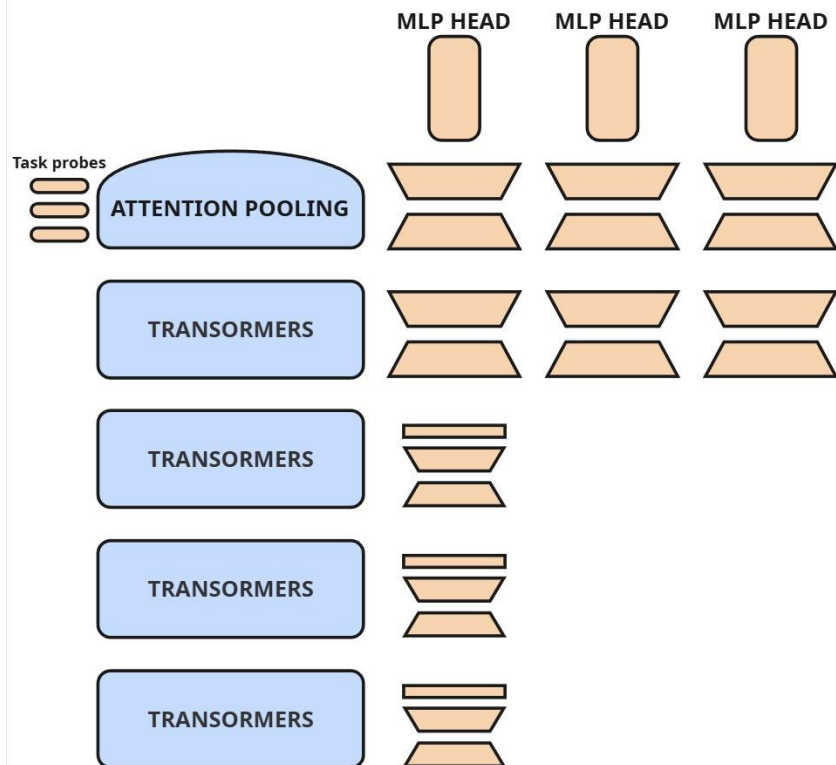 MLP HEAD MLP HEAD MLP HEAD
Task probes
ATTENTION POOLING
TRANSORMERS
TRANSORMERS
TRANSORMERS
TRANSORMERS